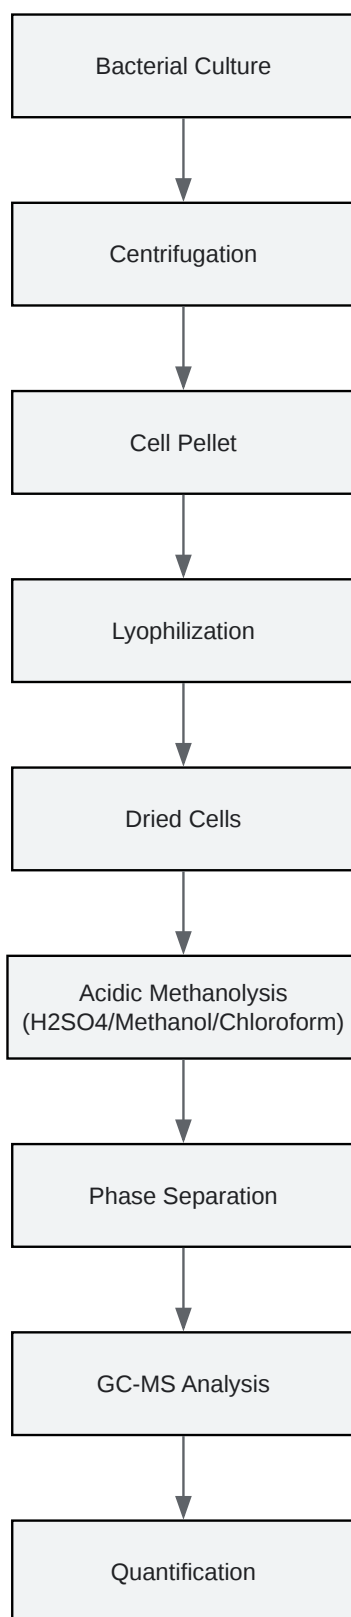 Bacterial Culture
Centrifugation
Cell Pellet
Lyophilization
Dried Cells
Acidic Methanolysis
(H2SO4/Methanol/Chloroform)
Phase Separation
GC-MS Analysis
Quantification